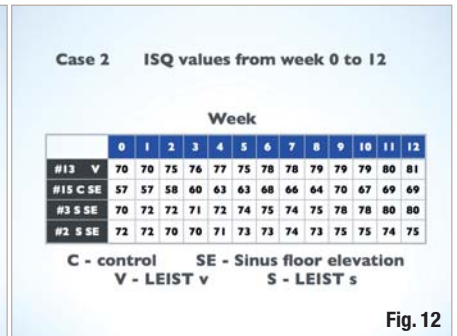 Case 2 ISQ values from week 0 to 12
Week
0 1 2 3 4 5 6 7 8 9 10 11 12
#13 V 70 70 75 76 77 75 78 78 79 79 79 80 81
#15 C SE 57 57 58 60 63 63 68 66 64 70 67 69 69
#3 S SE 70 72 72 71 72 74 75 74 75 78 78 80 80
#2 S SE 72 72 70 70 71 73 73 74 73 75 75 74 75
C - control SE - Sinus floor elevation
V - LEIST v S - LEIST s
Fig. 12